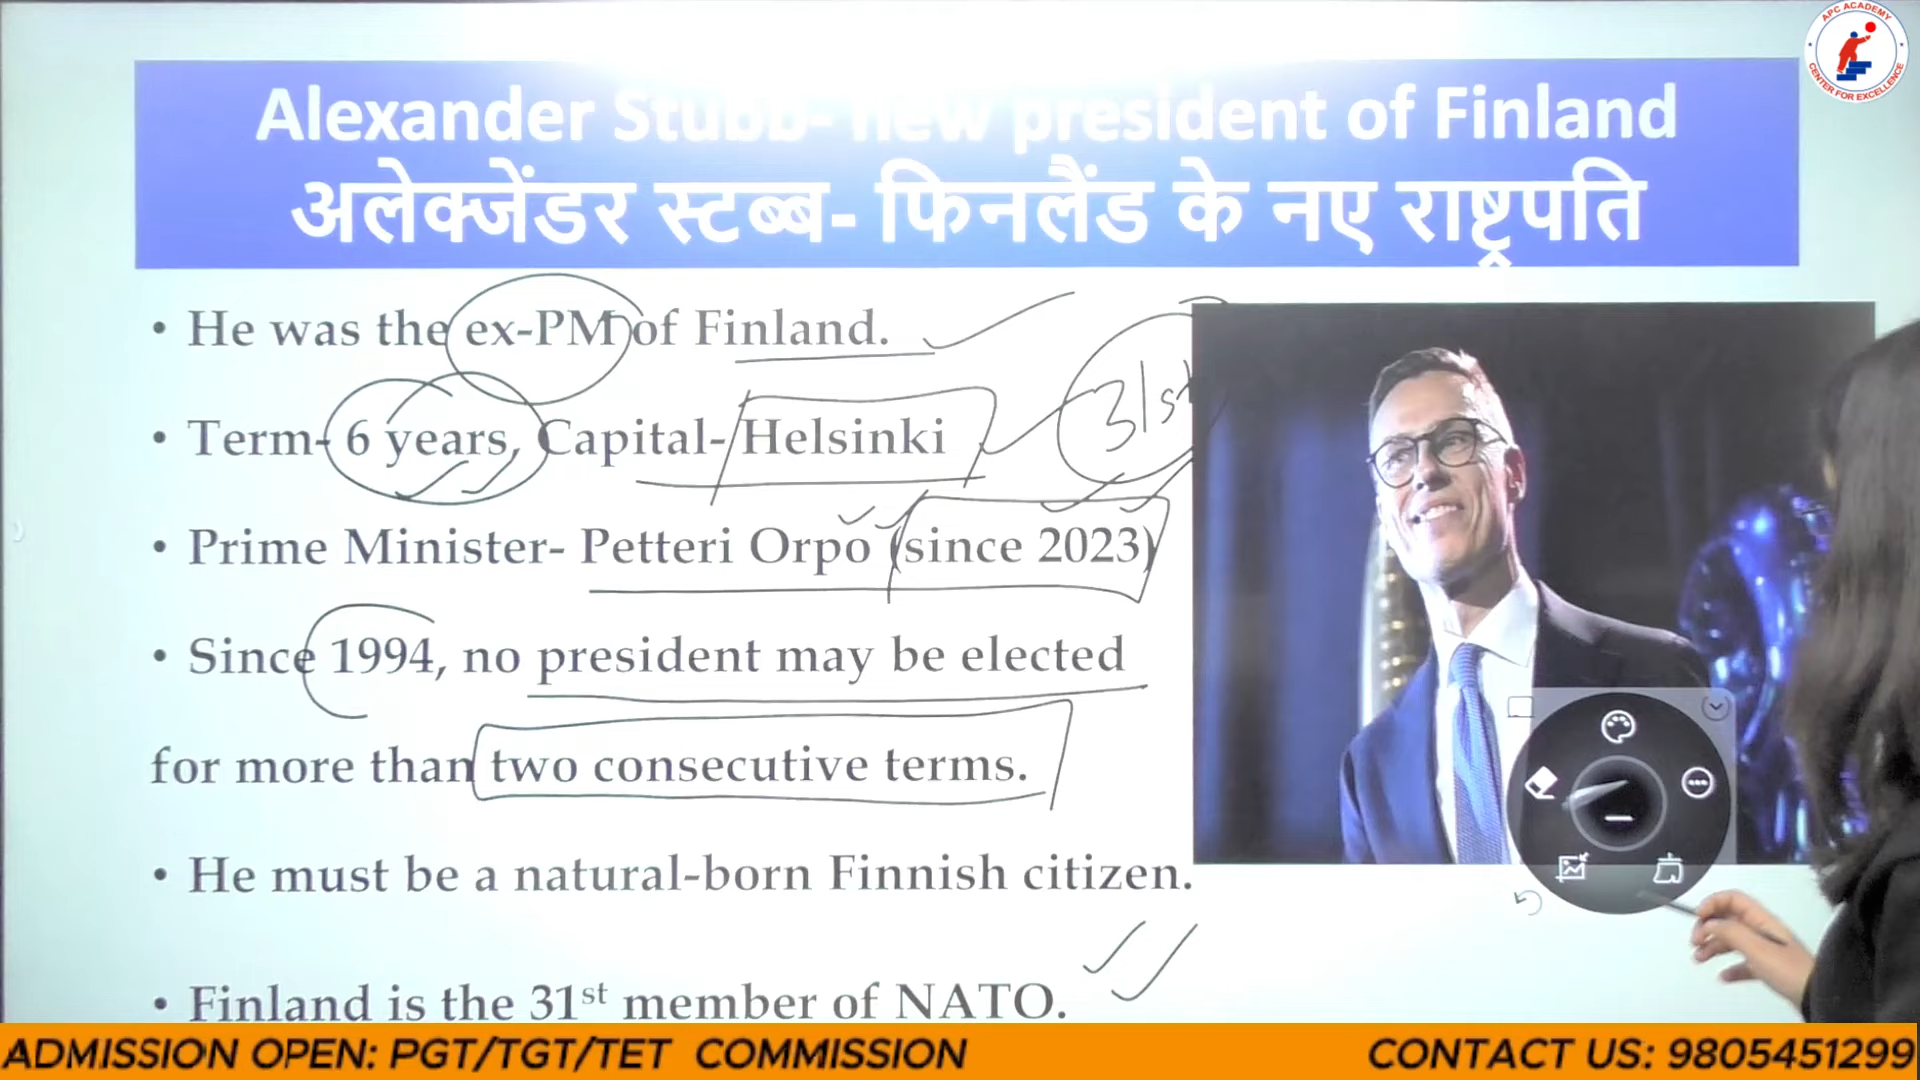 APC ACADEMY
CENTER FOR EXCELLENCE
Alexander Stubb- new president of Finland
अलेक्जेंडर स्टब्ब- फिनलैंड के नए राष्ट्रपति
• He was the ex-PM of Finland.
• Term- 6 years, Capital- Helsinki
31st
• Prime Minister- Petteri Orpo (since 2023)
• Since 1994, no president may be elected
for more than two consecutive terms.
• He must be a natural-born Finnish citizen.
• Finland is the 31st member of NATO.
ADMISSION OPEN: PGT/TGT/TET COMMISSION
CONTACT US: 9805451299